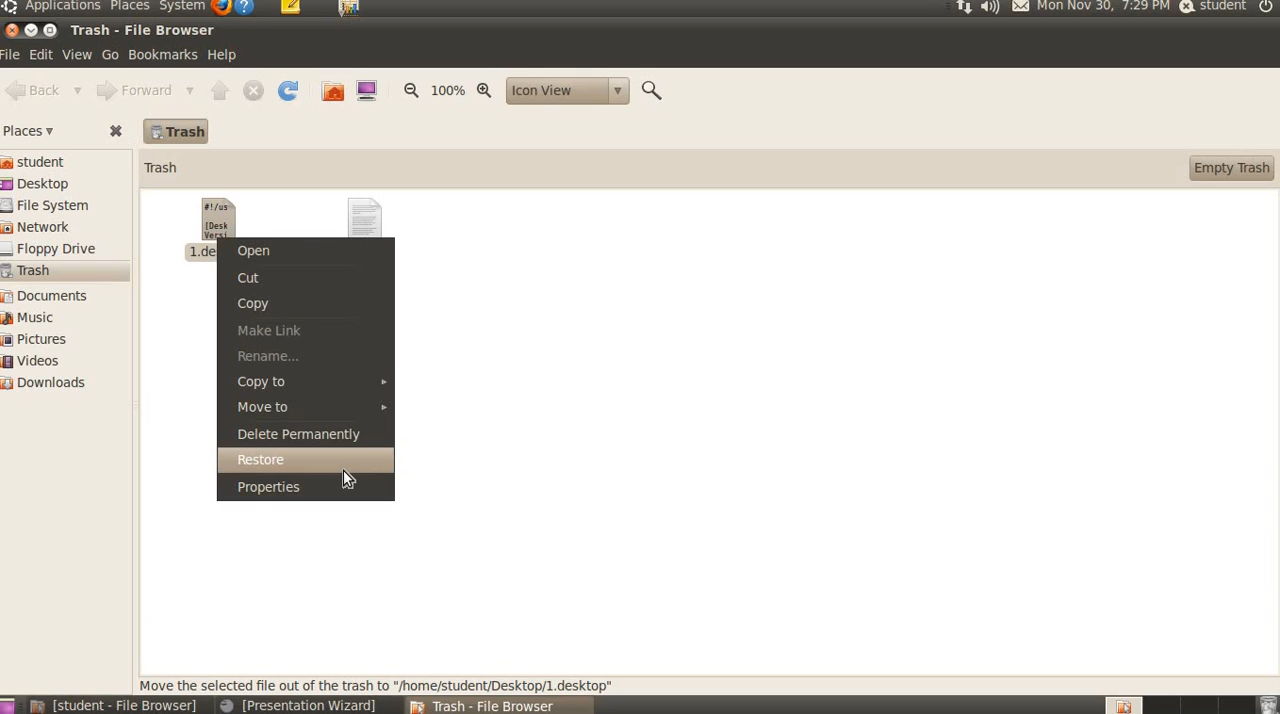 Applications Places System Mon Nov 30, 7:29 PM student
Trash - File Browser
File Edit View Go Bookmarks Help
Back Forward 100% Icon View
Places Trash
Trash Empty Trash
student
Desktop
File System
Network
Floppy Drive
Trash
Documents
Music
Pictures
Videos
Downloads
#!/us
[Desk
Versi
1.de
Open
Cut
Copy
Make Link
Rename...
Copy to
Move to
Delete Permanently
Restore
Properties
Move the selected file out of the trash to "/home/student/Desktop/1.desktop"
[student - File Browser] [Presentation Wizard] Trash - File Browser